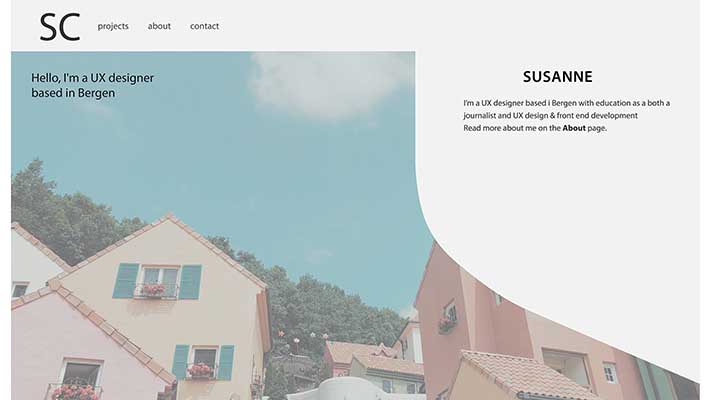 SC
projects about contact
Hello, I'm a UX designer
based in Bergen
SUSANNE
I'm a UX designer based i Bergen with education as a both a
journalist and UX design & front end development
Read more about me on the About page.